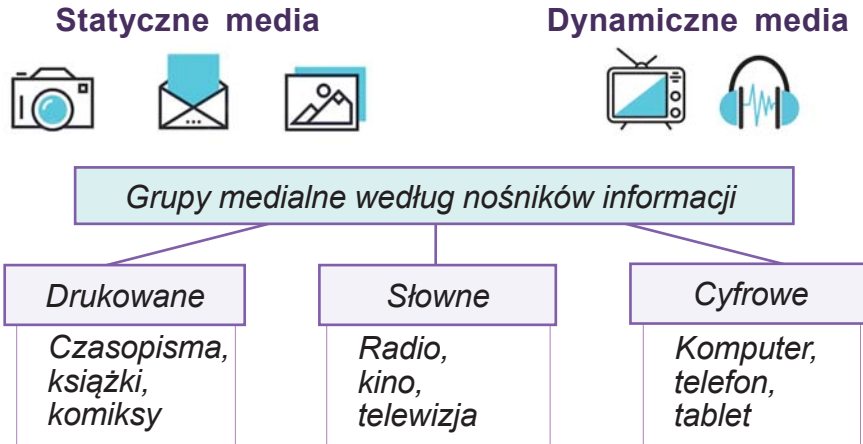 Statyczne media
Dynamiczne media
Grupy medialne według nośników informacji
Drukowane
Czasopisma,
książki,
komiksy
Słowne
Radio,
kino,
telewizja
Cyfrowe
Komputer,
telefon,
tablet